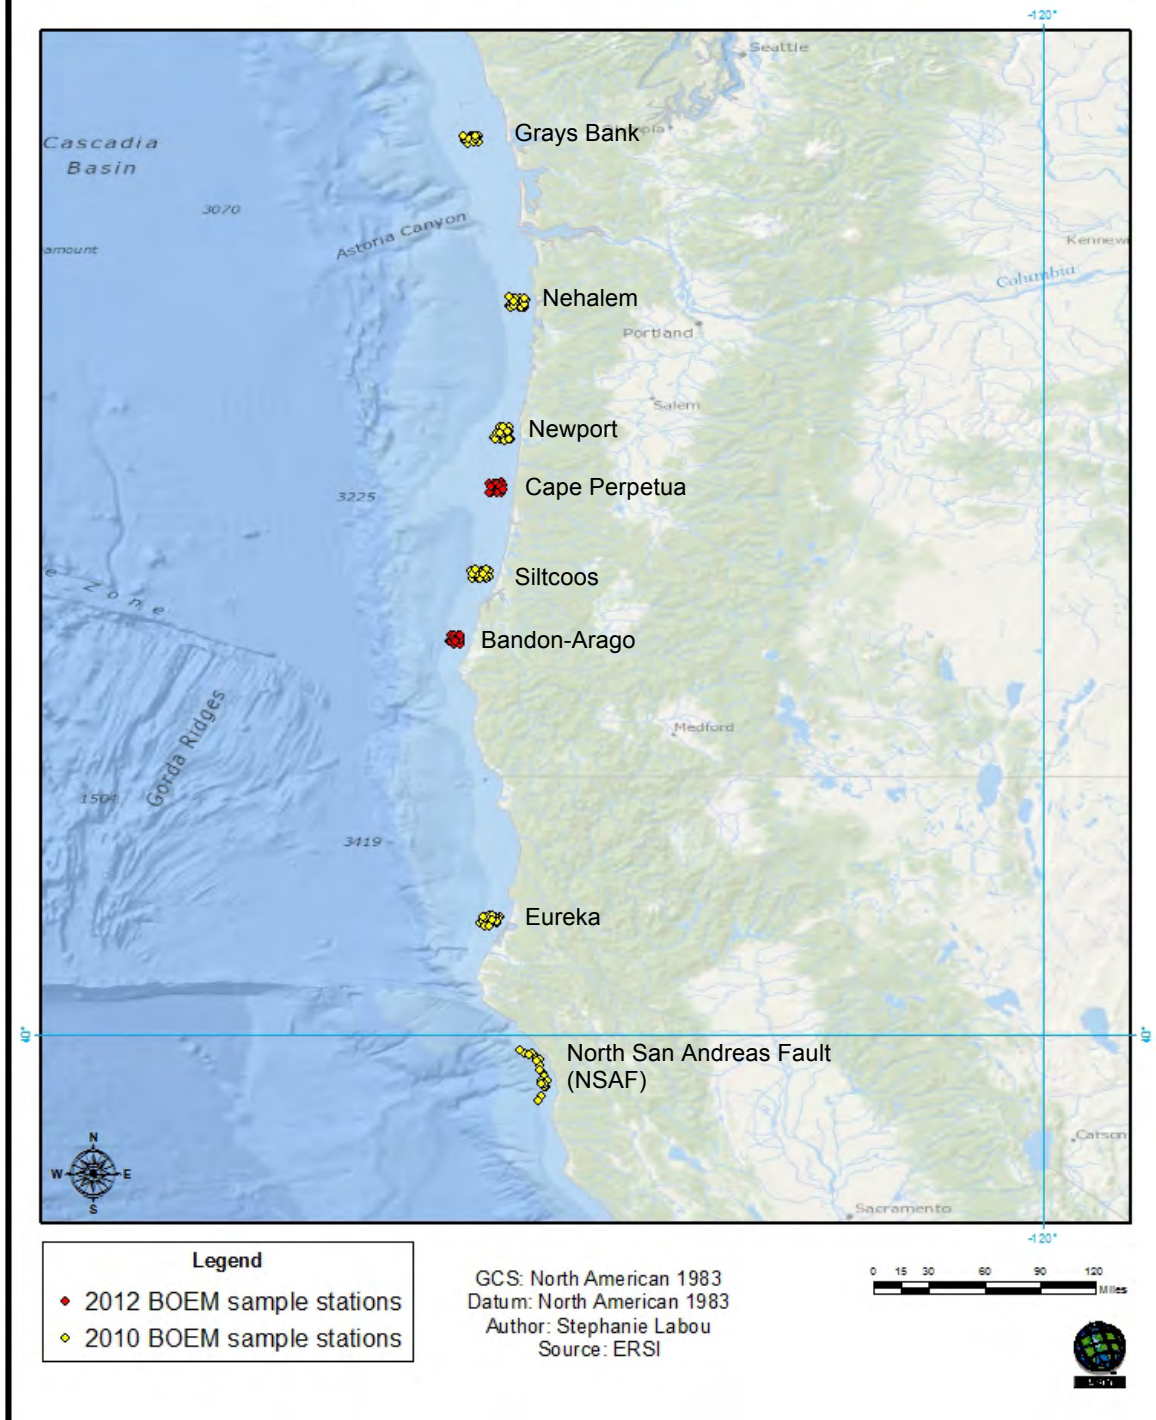 -120°
Seattle
Grays Bank
Cascadia
Basin
3070
Astoria Canyon
amount
Kennew
Columbia
Nehalem
Portland
Salem
Newport
3225
Cape Perpetua
e Zone
Siltcoos
Bandon-Arago
Gorda Ridges
Medford
1504
3419
Eureka
40°
40°
North San Andreas Fault
(NSAF)
N
W E
S
Carson
Sacramento
-120°
Legend
2012 BOEM sample stations
2010 BOEM sample stations
GCS: North American 1983
Datum: North American 1983
Author: Stephanie Labou
Source: ERSI
0 15 30 60 90 120
Miles